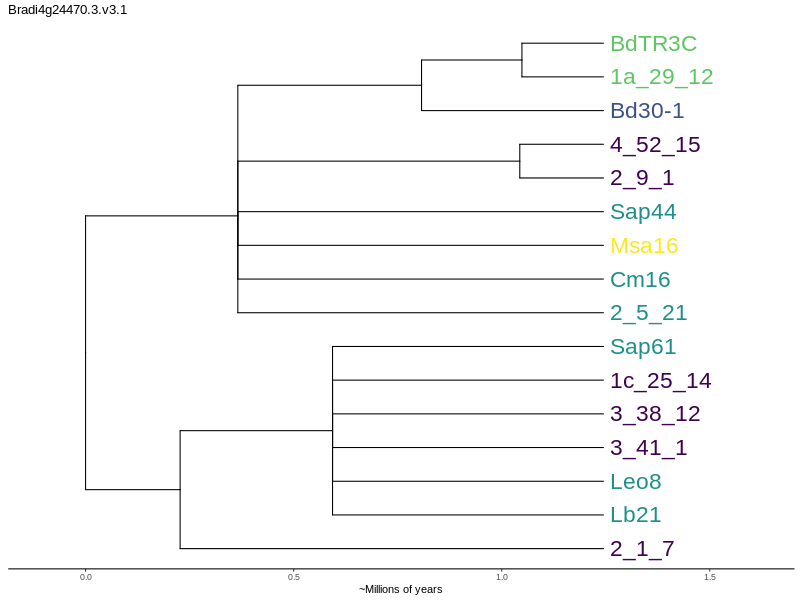 Bradi4g24470.3.v3.1
BdTR3C
1a_29_12
Bd30-1
4_52_15
2_9_1
Sap44
Msa16
Cm16
2_5_21
Sap61
1c_25_14
3_38_12
3_41_1
Leo8
Lb21
2_1_7
0.0 0.5 1.0 1.5
~Millions of years